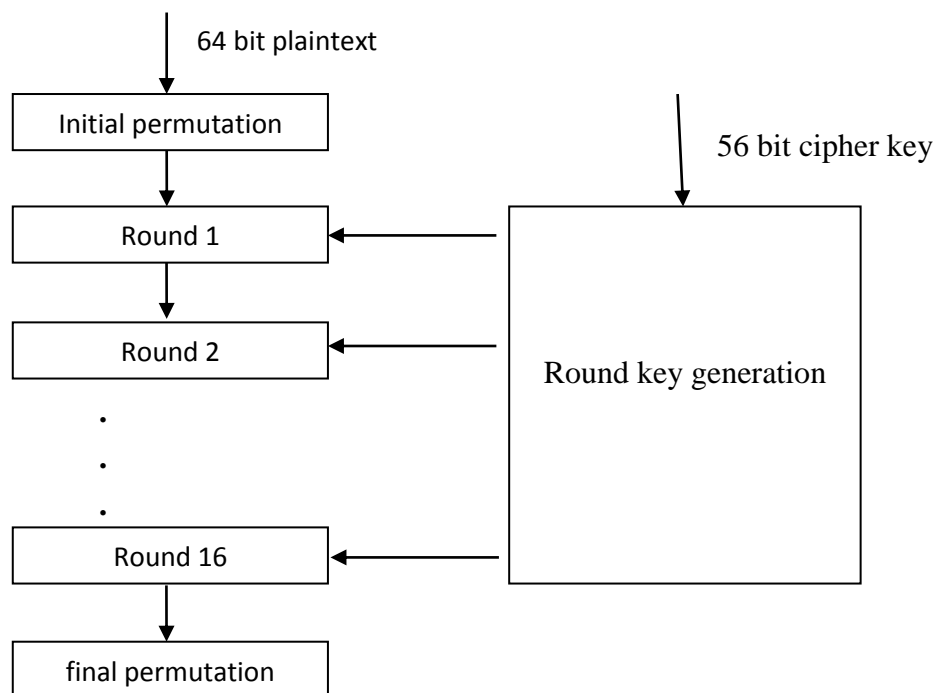 64 bit plaintext
Initial permutation
56 bit cipher key
Round 1
Round 2
Round key generation
.
.
.
Round 16
final permutation